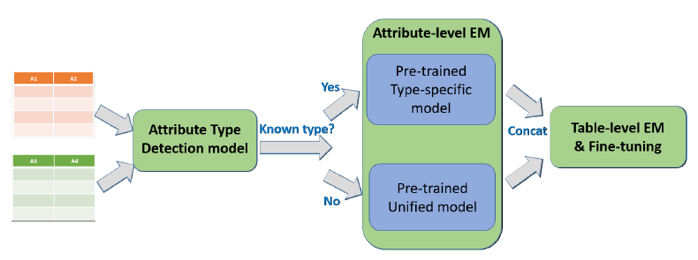 A1 A2
A3 A4
Attribute Type
Detection model
Known type?
Yes
No
Attribute-level EM
Pre-trained
Type-specific
model
Pre-trained
Unified model
Concat
Table-level EM
& Fine-tuning